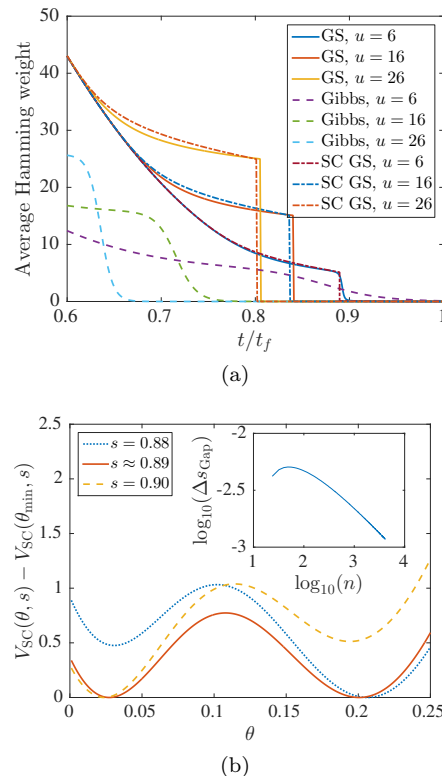 50
40
30
20
10
0
Average Hamming weight
GS, u = 6
GS, u = 16
GS, u = 26
Gibbs, u = 6
Gibbs, u = 16
Gibbs, u = 26
SC GS, u = 6
SC GS, u = 16
SC GS, u = 26
0.6 0.7 0.8 0.9 1
t/t_f
(a)
2.5
2
1.5
1
0.5
0
V_SC(θ, s) − V_SC(θ_min, s)
s = 0.88
s ≈ 0.89
s = 0.90
-2
-2.5
-3
log_10(Δs_Gap)
1 2 3 4
log_10(n)
0 0.05 0.1 0.15 0.2 0.25
θ
(b)